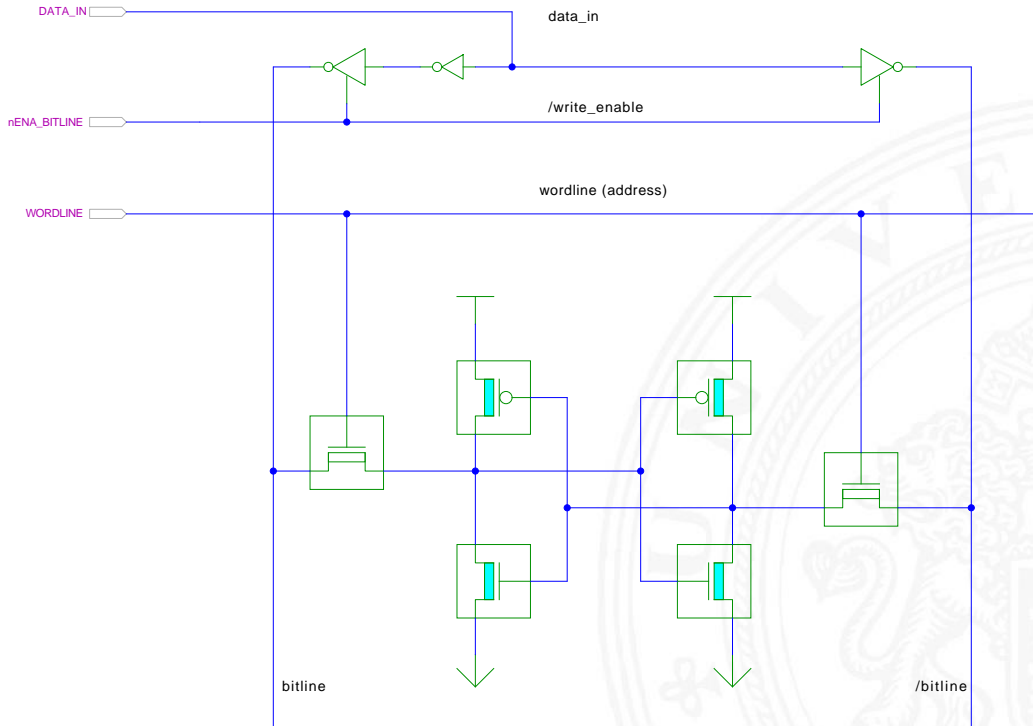 DATA_IN
data_in
nENA_BITLINE
/write_enable
WORDLINE
wordline (address)
bitline
/bitline
U N I V E